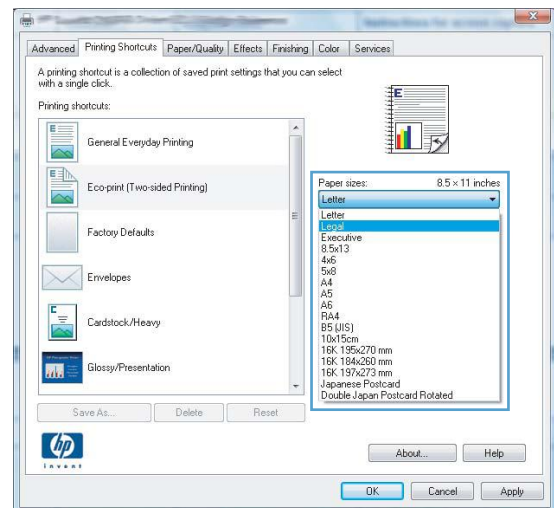 Advanced Printing Shortcuts Paper/Quality Effects Finishing Color Services
A printing shortcut is a collection of saved print settings that you can select
with a single click.
Printing shortcuts:
General Everyday Printing
Eco-print (Two-sided Printing)
Factory Defaults
Envelopes
Cardstock/Heavy
Glossy/Presentation
Paper sizes: 8.5 × 11 inches
Letter
Letter
Legal
Executive
8.5x13
4x6
5x8
A4
A5
A6
RA4
B5 (JIS)
10x15cm
16K 195x270 mm
16K 184x260 mm
16K 197x273 mm
Japanese Postcard
Double Japan Postcard Rotated
Save As... Delete Reset
hp
invent
About... Help
OK Cancel Apply